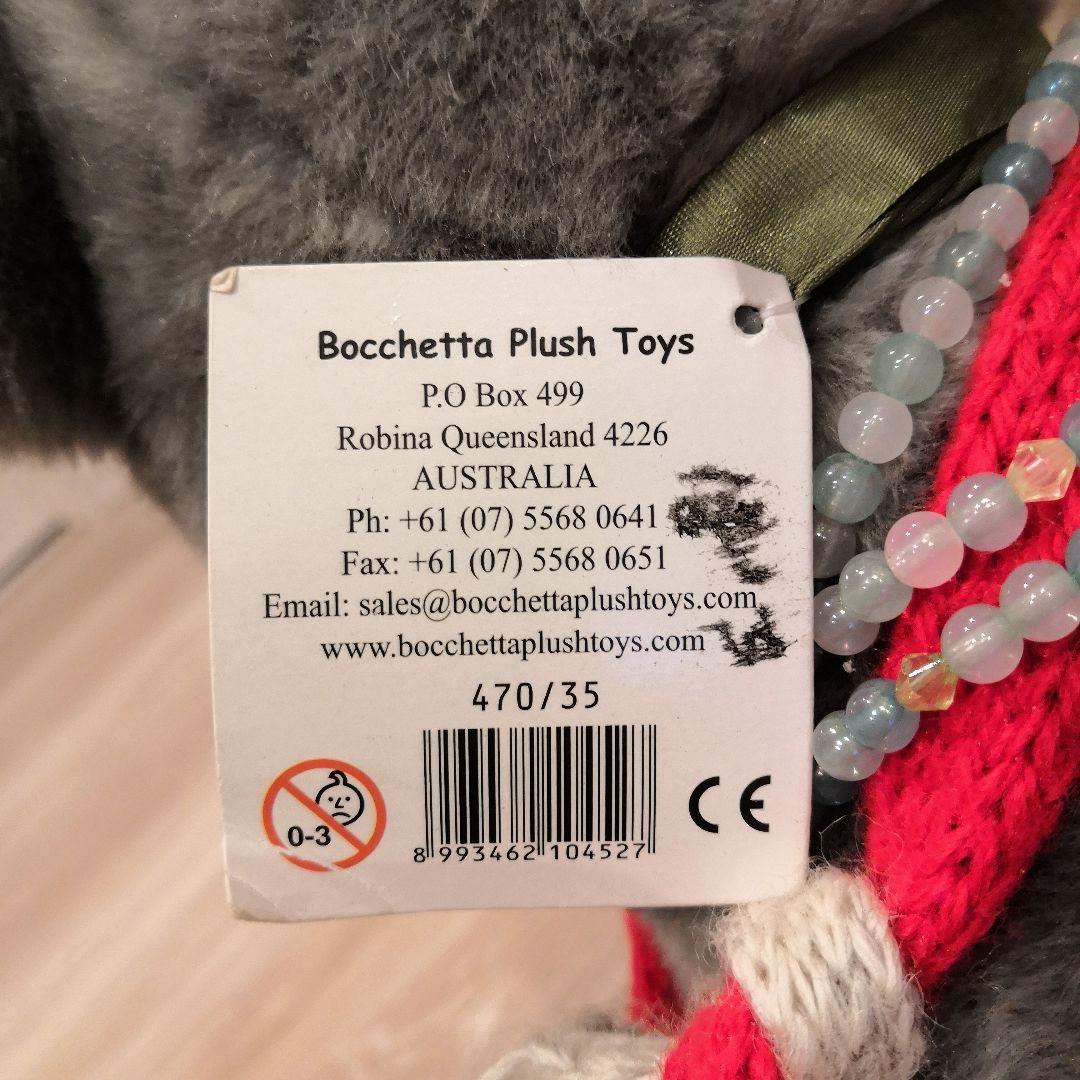 Bocchetta Plush Toys
P.O Box 499
Robina Queensland 4226
AUSTRALIA
Ph: +61 (07) 5568 0641
Fax: +61 (07) 5568 0651
Email: sales@bocchettaplushtoys.com
www.bocchettaplushtoys.com
470/35
0-3
CE
8 993462 104527